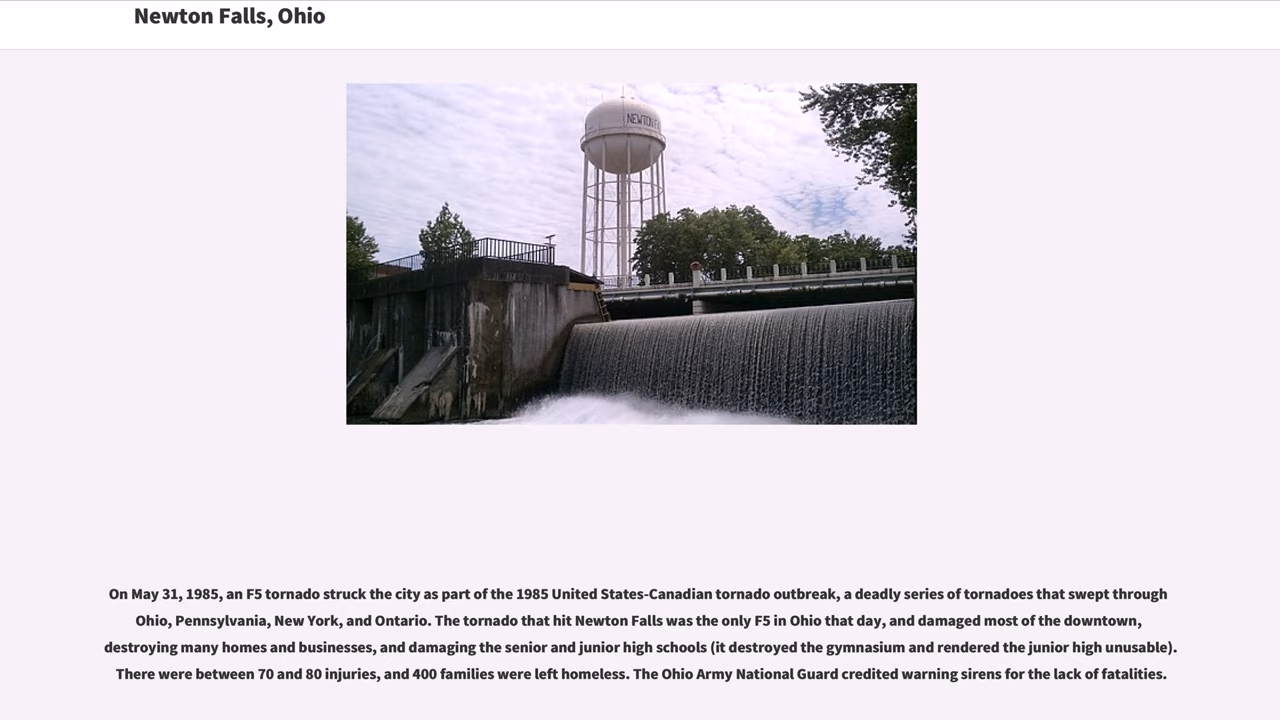 Newton Falls, Ohio
NEWTON
On May 31, 1985, an F5 tornado struck the city as part of the 1985 United States-Canadian tornado outbreak, a deadly series of tornadoes that swept through
Ohio, Pennsylvania, New York, and Ontario. The tornado that hit Newton Falls was the only F5 in Ohio that day, and damaged most of the downtown,
destroying many homes and businesses, and damaging the senior and junior high schools (it destroyed the gymnasium and rendered the junior high unusable).
There were between 70 and 80 injuries, and 400 families were left homeless. The Ohio Army National Guard credited warning sirens for the lack of fatalities.